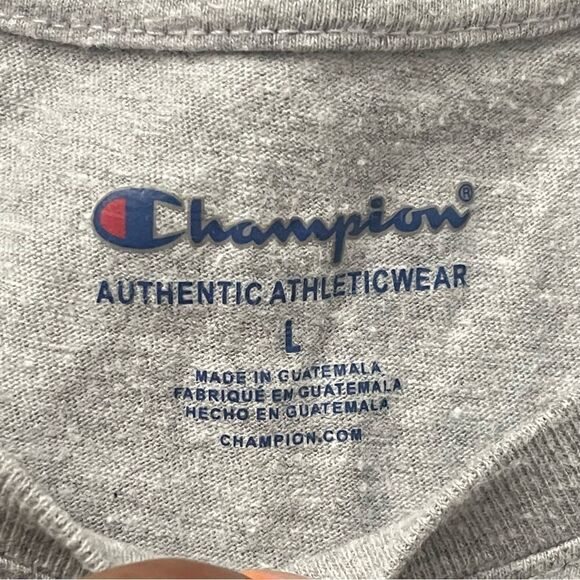 Champion®
AUTHENTIC ATHLETICWEAR
L
MADE IN GUATEMALA
FABRIQUÉ EN GUATEMALA
HECHO EN GUATEMALA
CHAMPION.COM